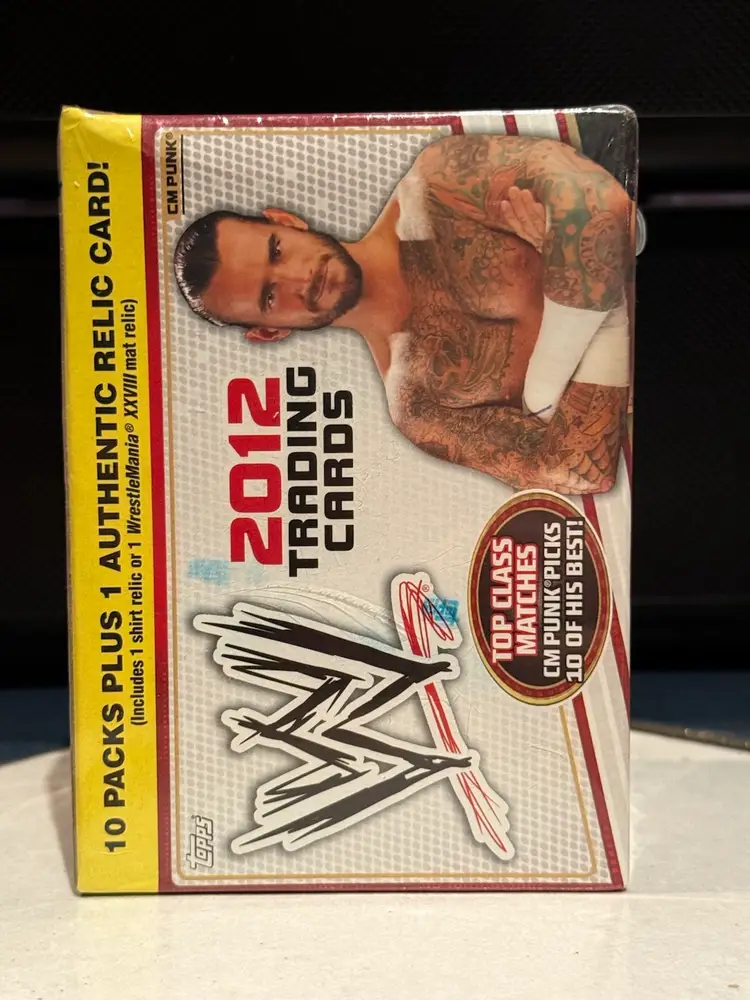 10 PACKS PLUS 1 AUTHENTIC RELIC CARD!
(Includes 1 shirt relic or 1 WrestleMania® XXVIII mat relic)
Topps
CM PUNK®
W
®
2012
TRADING
CARDS
TOP CLASS
MATCHES
CM PUNK® PICKS
10 OF HIS BEST!